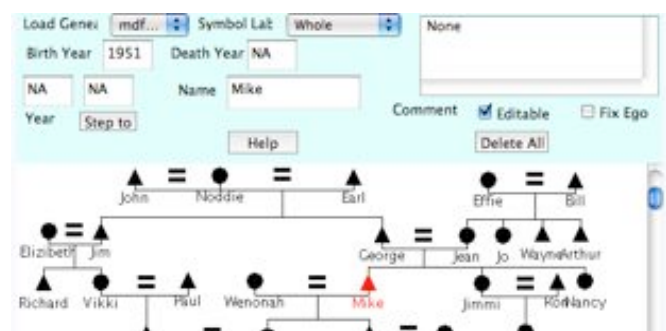 Load Gene mdf... Symbol Lab Whole None
Birth Year 1951 Death Year NA
NA NA Name Mike
Comment Editable Fix Ego
Year Step to
Help Delete All
John = Noddie = Earl Effie = Bill
Elizibeth = Jim George = Jean Jo Wayne Arthur
Richard Vikki = Paul Wenonah = Mike Jimmi = Ron Nancy